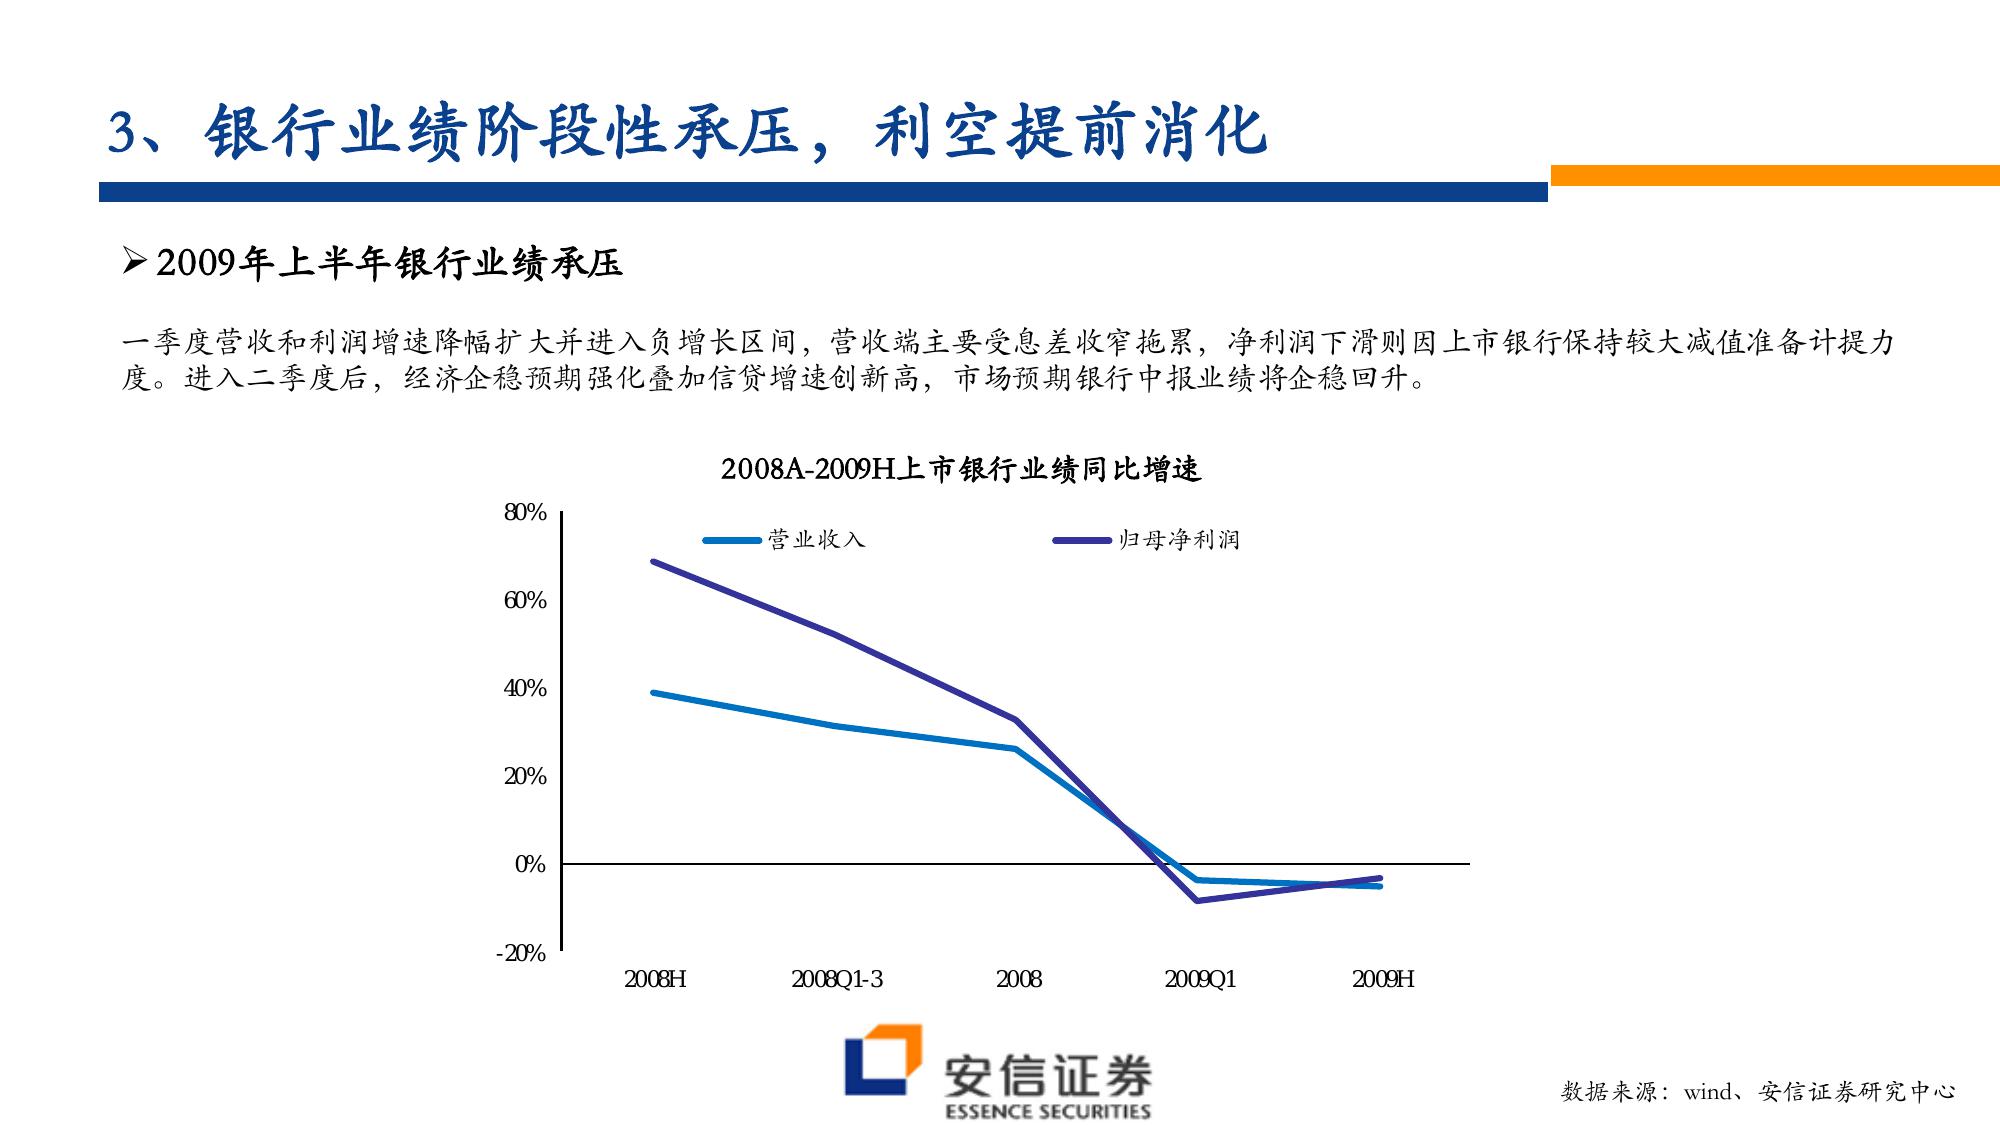 3、银行业绩阶段性承压，利空提前消化
2009年上半年银行业绩承压
一季度营收和利润增速降幅扩大并进入负增长区间，营收端主要受息差收窄拖累，净利润下滑则因上市银行保持较大减值准备计提力
度。进入二季度后，经济企稳预期强化叠加信贷增速创新高，市场预期银行中报业绩将企稳回升。
2008A-2009H上市银行业绩同比增速
营业收入 归母净利润
80%
60%
40%
20%
0%
-20%
2008H 2008Q1-3 2008 2009Q1 2009H
安信证券
ESSENCE SECURITIES
数据来源：wind、安信证券研究中心